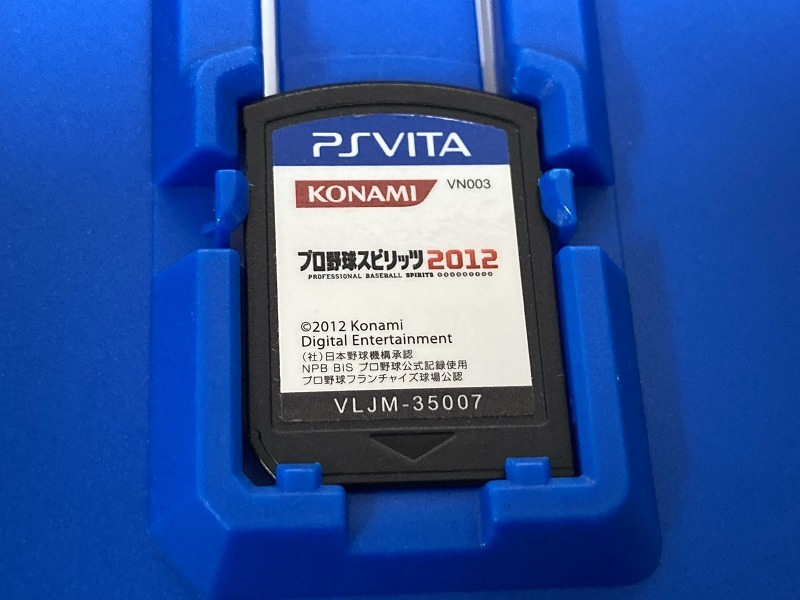 PSVITA
KONAMI VN003
プロ野球スピリッツ2012
PROFESSIONAL BASEBALL SPIRITS
©2012 Konami
Digital Entertainment
(社)日本野球機構承認
NPB BIS プロ野球公式記録使用
プロ野球フランチャイズ球場公認
VLJM-35007